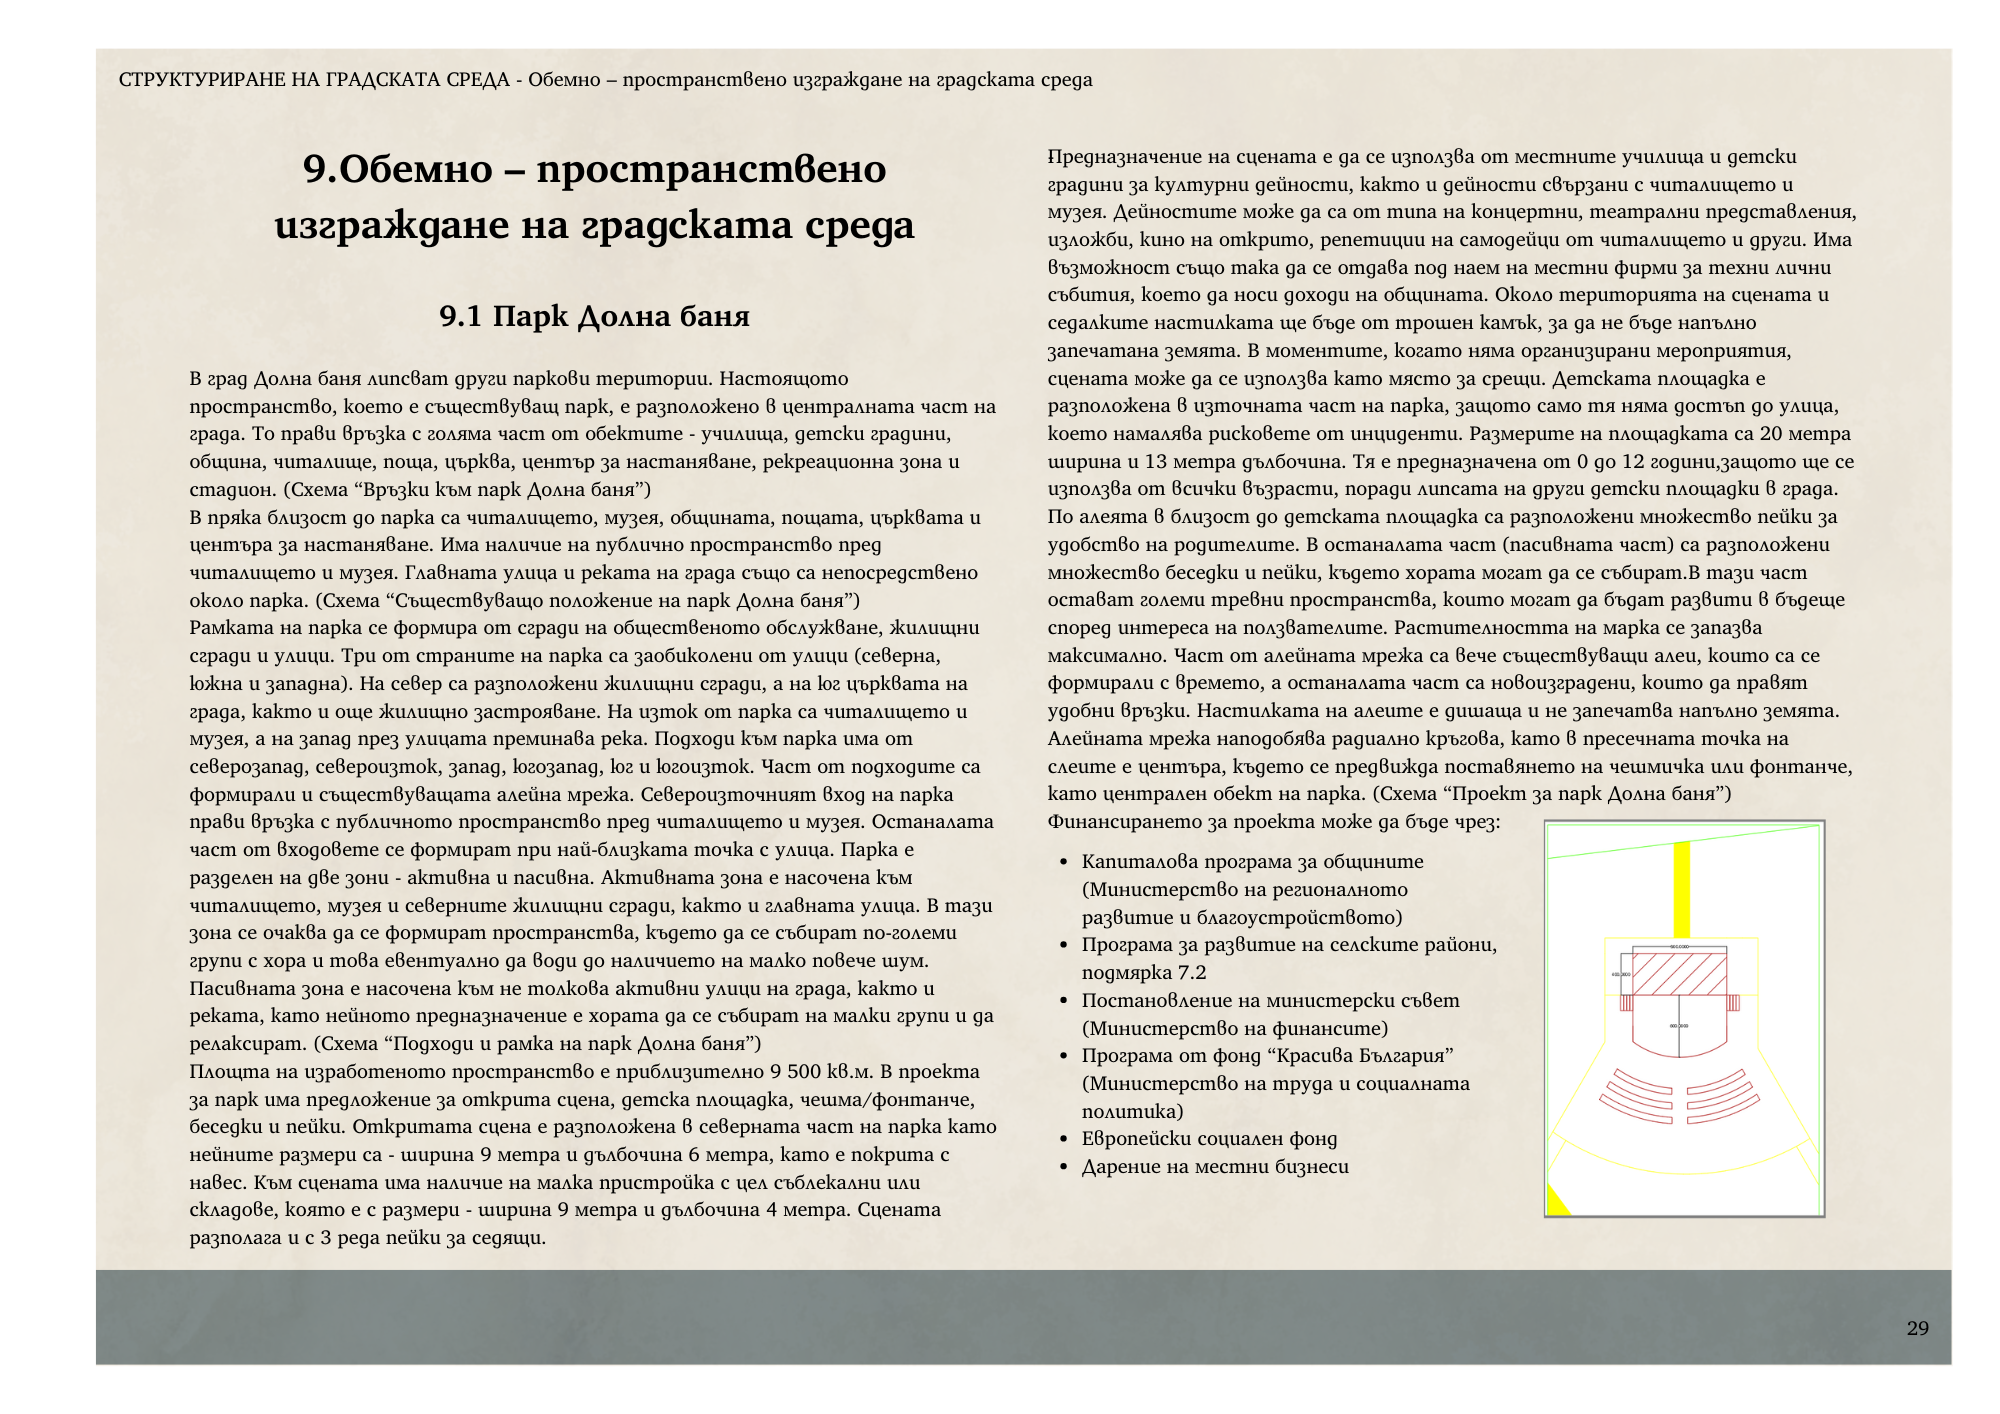 СТРУКТУРИРАНЕ НА ГРАДСКАТА СРЕДА - Обемно – пространствено изграждане на градската среда
9.Обемно – пространствено
изграждане на градската среда
9.1 Парк Долна баня
В град Долна баня липсват други паркови територии. Настоящото
пространство, което е съществуващ парк, е разположено в централната част на
града. То прави връзка с голяма част от обектите - училища, детски градини,
община, читалище, поща, църква, център за настаняване, рекреационна зона и
стадион. (Схема “Връзки към парк Долна баня”)
В пряка близост до парка са читалището, музея, общината, пощата, църквата и
центъра за настаняване. Има наличие на публично пространство пред
читалището и музея. Главната улица и реката на града също са непосредствено
около парка. (Схема “Съществуващо положение на парк Долна баня”)
Рамката на парка се формира от сгради на общественото обслужване, жилищни
сгради и улици. Три от страните на парка са заобиколени от улици (северна,
южна и западна). На север са разположени жилищни сгради, а на юг църквата на
града, както и още жилищно застрояване. На изток от парка са читалището и
музея, а на запад през улицата преминава река. Подходи към парка има от
северозапад, североизток, запад, югозапад, юг и югоизток. Част от подходите са
формирали и съществуващата алейна мрежа. Североизточният вход на парка
прави връзка с публичното пространство пред читалището и музея. Останалата
част от входовете се формират при най-близката точка с улица. Парка е
разделен на две зони - активна и пасивна. Активната зона е насочена към
читалището, музея и северните жилищни сгради, както и главната улица. В тази
зона се очаква да се формират пространства, където да се събират по-големи
групи с хора и това евентуално да води до наличието на малко повече шум.
Пасивната зона е насочена към не толкова активни улици на града, както и
реката, като нейното предназначение е хората да се събират на малки групи и да
релаксират. (Схема “Подходи и рамка на парк Долна баня”)
Площта на изработеното пространство е приблизително 9 500 кв.м. В проекта
за парк има предложение за открита сцена, детска площадка, чешма/фонтанче,
беседки и пейки. Откритата сцена е разположена в северната част на парка като
нейните размери са - ширина 9 метра и дълбочина 6 метра, като е покрита с
навес. Към сцената има наличие на малка пристройка с цел съблекални или
складове, която е с размери - ширина 9 метра и дълбочина 4 метра. Сцената
разполага и с 3 реда пейки за седящи.
Предназначение на сцената е да се използва от местните училища и детски
градини за културни дейности, както и дейности свързани с читалището и
музея. Дейностите може да са от типа на концертни, театрални представления,
изложби, кино на открито, репетиции на самодейци от читалището и други. Има
възможност също така да се отдава под наем на местни фирми за техни лични
събития, което да носи доходи на общината. Около територията на сцената и
седалките настилката ще бъде от трошен камък, за да не бъде напълно
запечатана земята. В моментите, когато няма организирани мероприятия,
сцената може да се използва като място за срещи. Детската площадка е
разположена в източната част на парка, защото само тя няма достъп до улица,
което намалява рисковете от инциденти. Размерите на площадката са 20 метра
ширина и 13 метра дълбочина. Тя е предназначена от 0 до 12 години,защото ще се
използва от всички възрасти, поради липсата на други детски площадки в града.
По алеята в близост до детската площадка са разположени множество пейки за
удобство на родителите. В останалата част (пасивната част) са разположени
множество беседки и пейки, където хората могат да се събират.В тази част
остават големи тревни пространства, които могат да бъдат развити в бъдеще
според интереса на ползвателите. Растителността на марка се запазва
максимално. Част от алейната мрежа са вече съществуващи алеи, които са се
формирали с времето, а останалата част са новоизградени, които да правят
удобни връзки. Настилката на алеите е дишаща и не запечатва напълно земята.
Алейната мрежа наподобява радиално кръгова, като в пресечната точка на
слеите е центъра, където се предвижда поставянето на чешмичка или фонтанче,
като централен обект на парка. (Схема “Проект за парк Долна баня”)
Финансирането за проекта може да бъде чрез:
• Капиталова програма за общините
(Министерство на регионалното
развитие и благоустройството)
• Програма за развитие на селските райони,
подмярка 7.2
• Постановление на министерски съвет
(Министерство на финансите)
• Програма от фонд “Красива България”
(Министерство на труда и социалната
политика)
• Европейски социален фонд
• Дарение на местни бизнеси
29